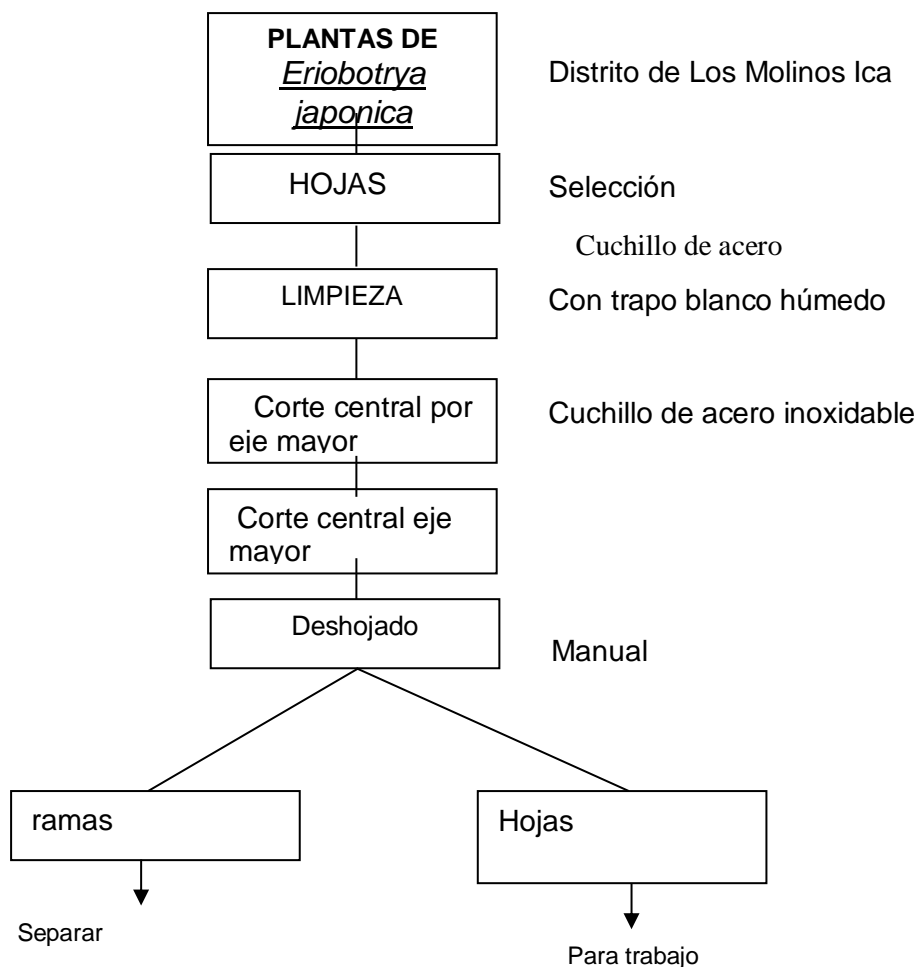 PLANTAS DE
Eriobotrya
japonica
Distrito de Los Molinos Ica
HOJAS
Selección
Cuchillo de acero
LIMPIEZA
Con trapo blanco húmedo
Corte central por
eje mayor
Cuchillo de acero inoxidable
Corte central eje
mayor
Deshojado
Manual
ramas
Hojas
Separar
Para trabajo